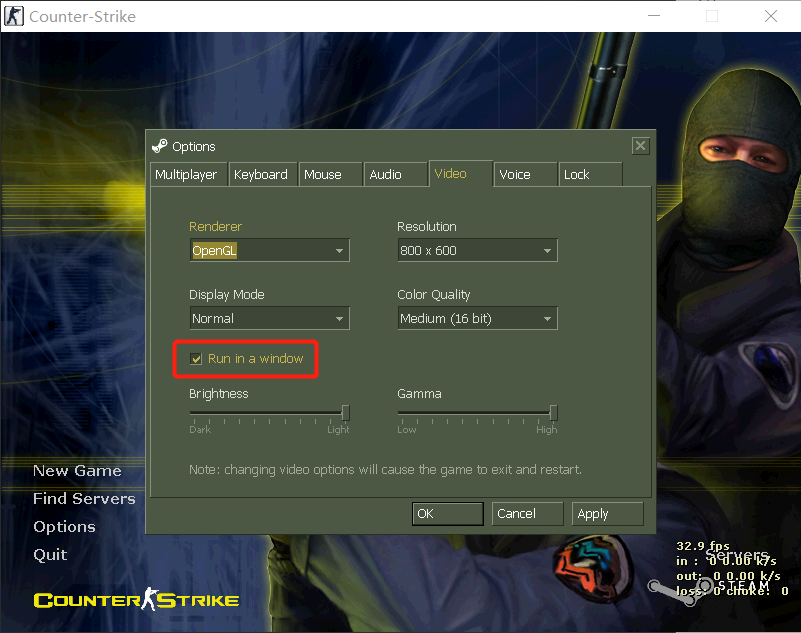 Counter-Strike
Options
Multiplayer Keyboard Mouse Audio Video Voice Lock
Renderer Resolution
OpenGL 800 x 600
Display Mode Color Quality
Normal Medium (16 bit)
Run in a window
Brightness Gamma
Dark Light Low High
Note: changing video options will cause the game to exit and restart.
OK Cancel Apply
New Game
Find Servers
Options
Quit
COUNTER STRIKE
32.9 fps
Servers
in : 0 0.00 k/s
out: 0 0.00 k/s
STEAM
loss: 0 choke: 0